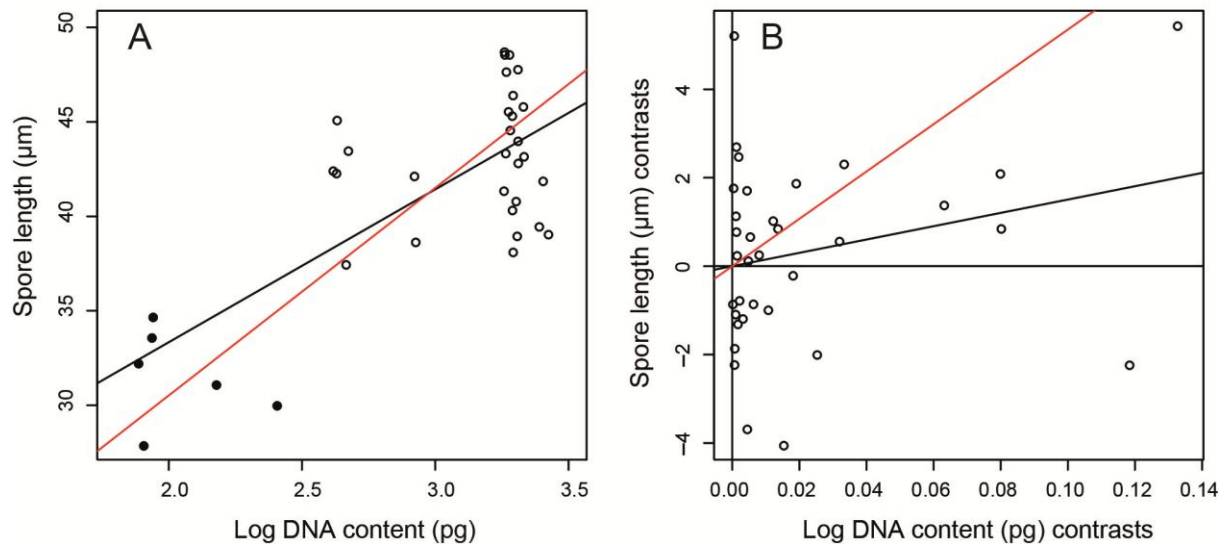 A
Spore length (μm)
50
45
40
35
30
2.0 2.5 3.0 3.5
Log DNA content (pg)
B
Spore length (μm) contrasts
4
2
0
-2
-4
0.00 0.02 0.04 0.06 0.08 0.10 0.12 0.14
Log DNA content (pg) contrasts